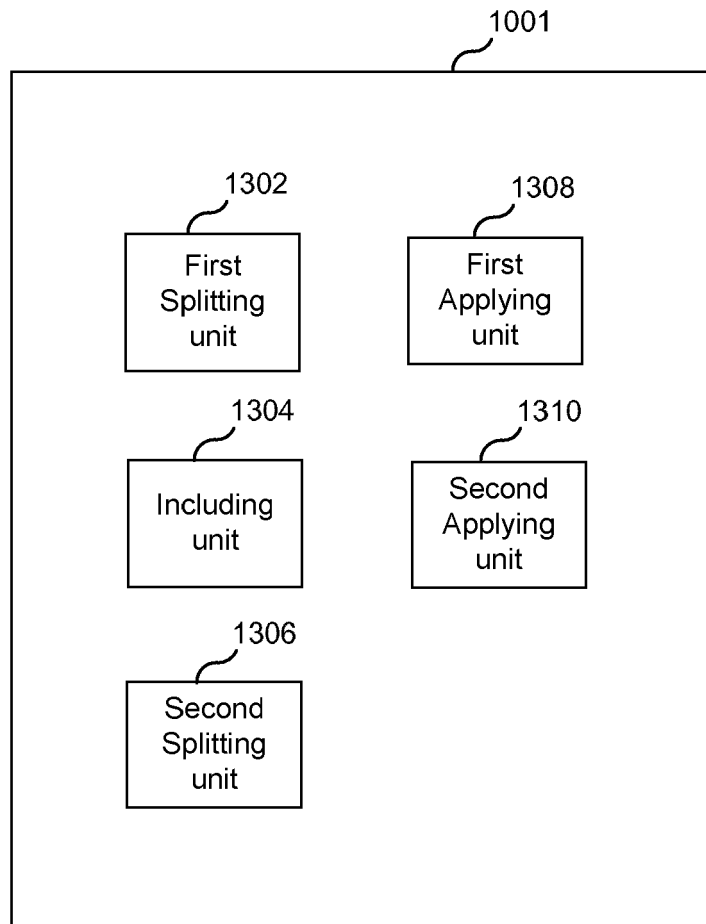 1001
1302
First
Splitting
unit
1308
First
Applying
unit
1304
Including
unit
1310
Second
Applying
unit
1306
Second
Splitting
unit